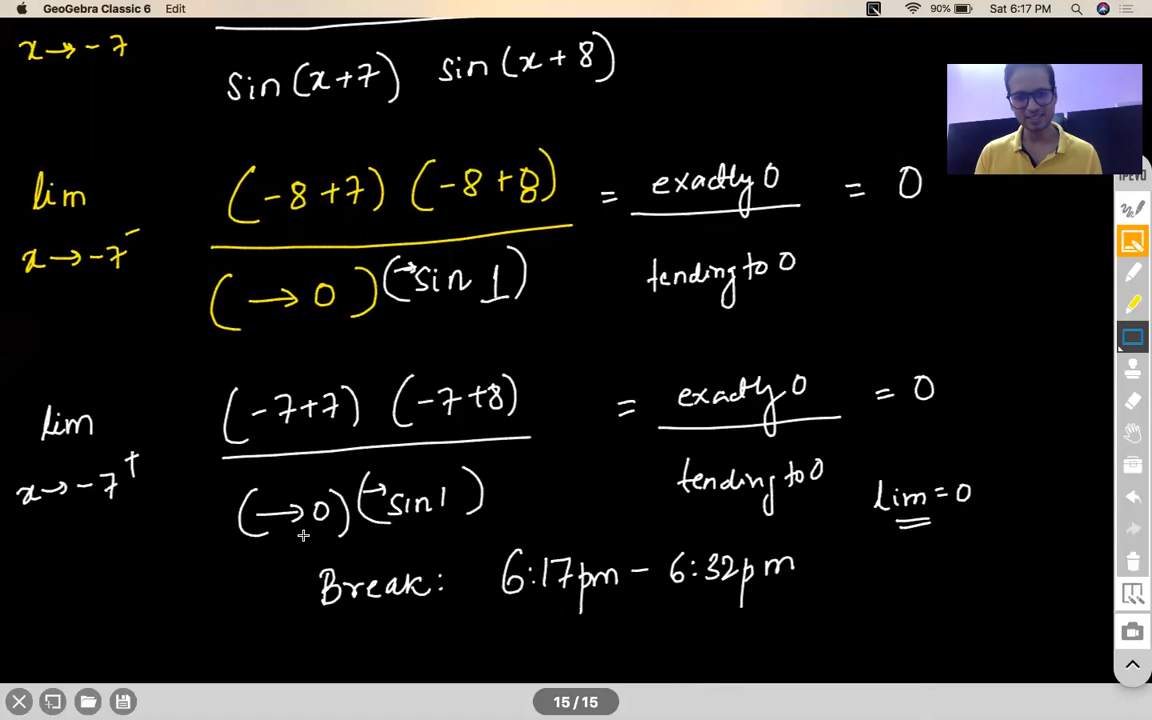 GeoGebra Classic 6 Edit 90% Sat 6:17 PM
x → -7
sin (x+7) sin (x+8)
lim x → -7⁻ (-8+7) (-8+8) / (→ 0) (→ sin 1) = exactly 0 / tending to 0 = 0
lim x → -7⁺ (-7+7) (-7+8) / (→ 0) (→ sin 1) = exactly 0 / tending to 0 = 0
lim = 0
Break: 6:17pm - 6:32pm
15 / 15